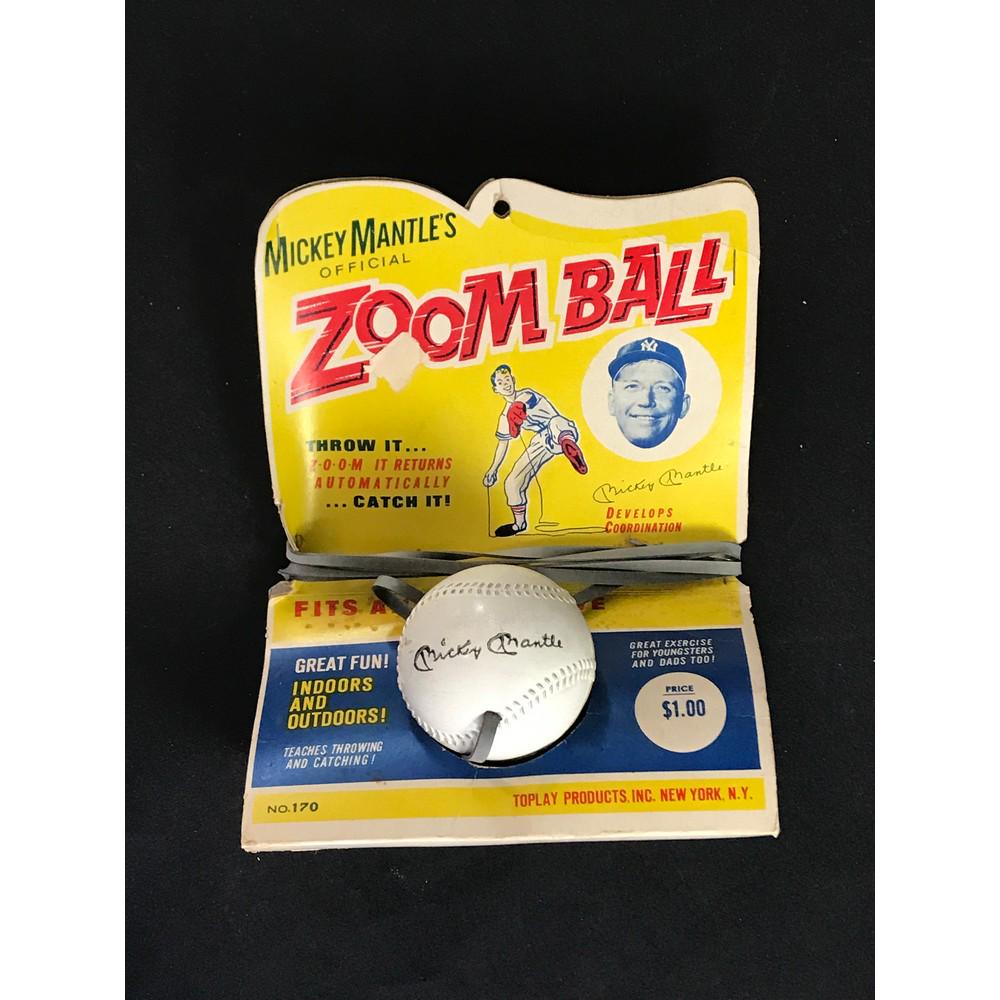 MICKEY MANTLE'S
OFFICIAL
ZOOM BALL
NY
THROW IT...
Z·O·O·M IT RETURNS
AUTOMATICALLY
...CATCH IT!
Mickey Mantle
DEVELOPS
COORDINATION
FITS
Mickey Mantle
GREAT FUN!
INDOORS
AND
OUTDOORS!
TEACHES THROWING
AND CATCHING!
GREAT EXERCISE
FOR YOUNGSTERS
AND DADS TOO!
PRICE
$1.00
NO.170
TOPLAY PRODUCTS, INC. NEW YORK, N.Y.